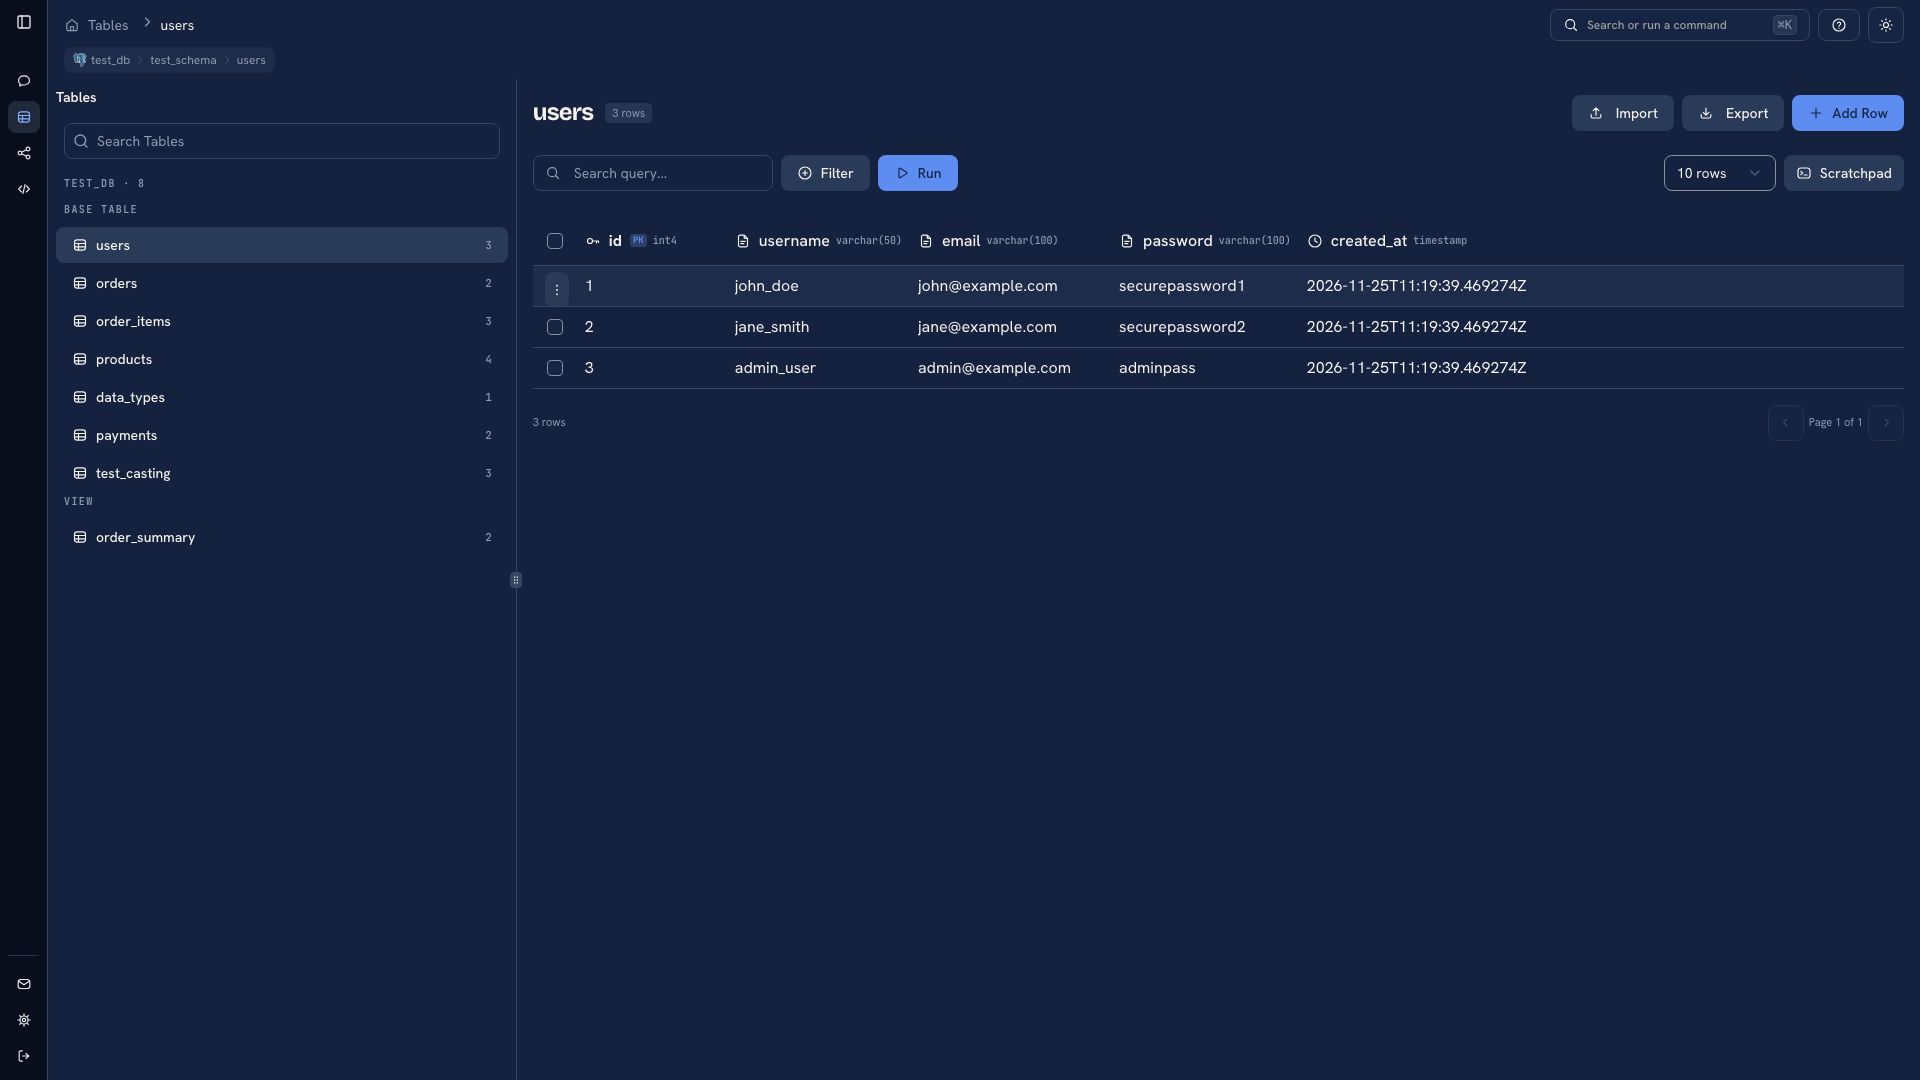 Tables > users
Search or run a command ⌘K
test_db > test_schema > users
Tables
Search Tables
TEST_DB · 8
BASE TABLE
users 3
orders 2
order_items 3
products 4
data_types 1
payments 2
test_casting 3
VIEW
order_summary 2
users 3 rows
Import Export Add Row
Search query... Filter Run
10 rows Scratchpad
id PK int4 username varchar(50) email varchar(100) password varchar(100) created_at timestamp
1 john_doe john@example.com securepassword1 2026-11-25T11:19:39.469274Z
2 jane_smith jane@example.com securepassword2 2026-11-25T11:19:39.469274Z
3 admin_user admin@example.com adminpass 2026-11-25T11:19:39.469274Z
3 rows
Page 1 of 1